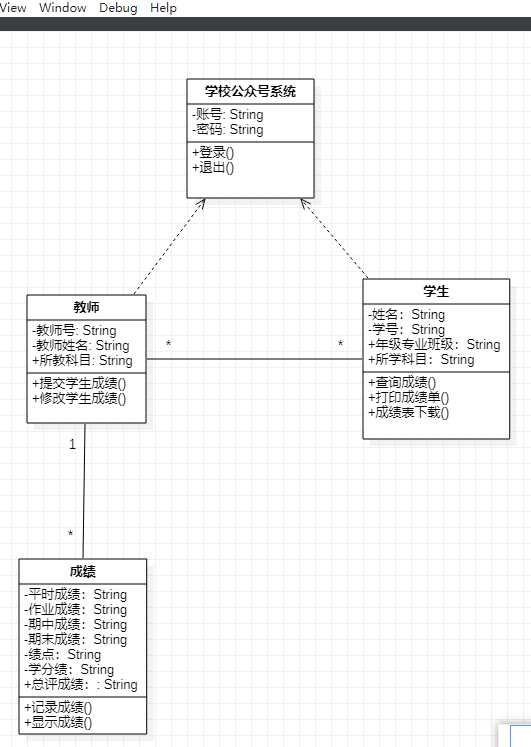 View Window Debug Help
学校公众号系统
-账号: String
-密码: String
+登录()
+退出()
教师
-教师号: String
-教师姓名: String
+所教科目: String
+提交学生成绩()
+修改学生成绩()
*
*
学生
-姓名：String
-学号：String
+年级专业班级：String
+所学科目：String
+查询成绩()
+打印成绩单()
+成绩表下载()
1
*
成绩
-平时成绩：String
-作业成绩：String
-期中成绩：String
-期末成绩：String
-绩点：String
-学分绩：String
+总评成绩：: String
+记录成绩()
+显示成绩()